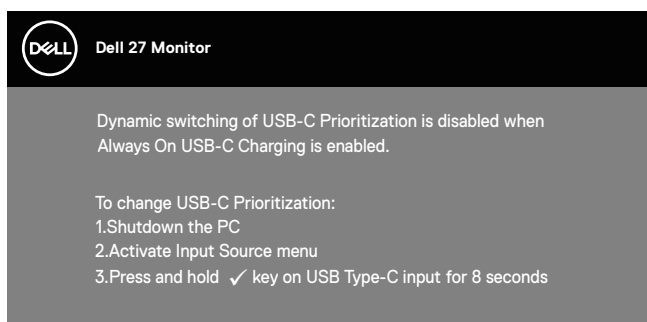 DELL
Dell 27 Monitor
Dynamic switching of USB-C Prioritization is disabled when
Always On USB-C Charging is enabled.
To change USB-C Prioritization:
1.Shutdown the PC
2.Activate Input Source menu
3.Press and hold ✓ key on USB Type-C input for 8 seconds